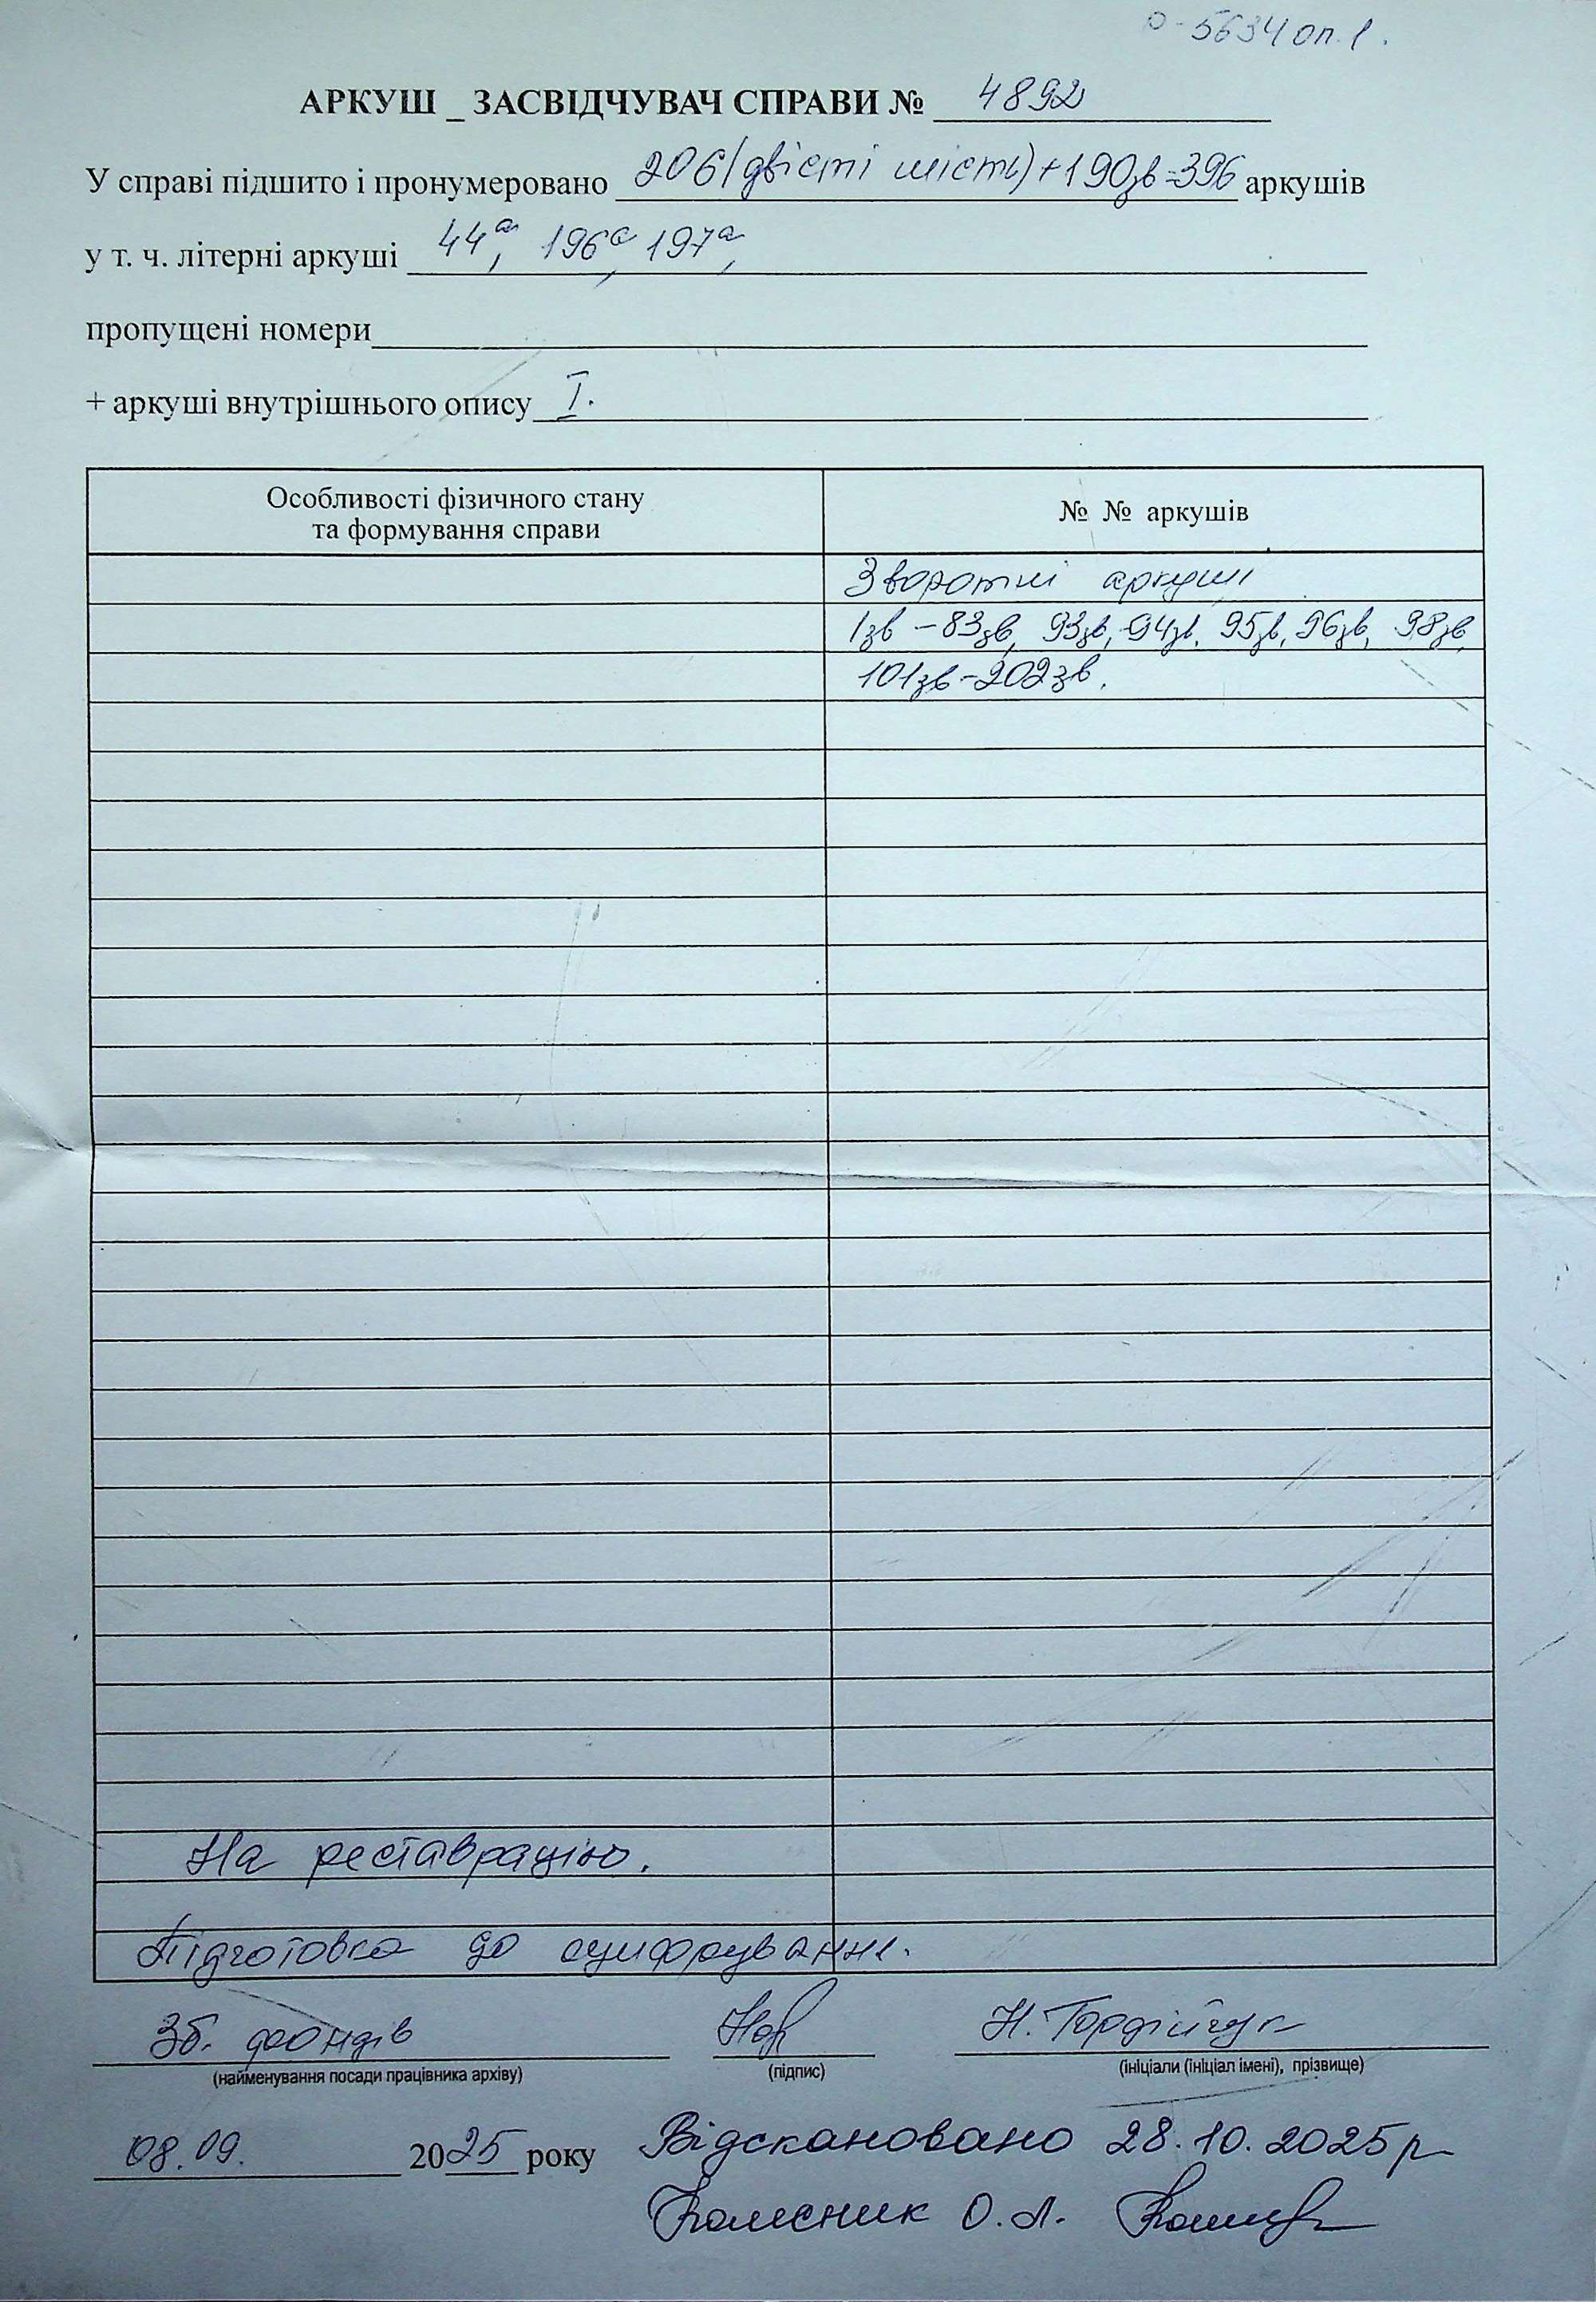 Р-5634 оп. 1.
АРКУШ _ ЗАСВІДЧУВАЧ СПРАВИ № 4892
У справі підшито і пронумеровано 206 (двісті шість) + 190зв = 396 аркушів
у т. ч. літерні аркуші 44а, 196а, 197а,
пропущені номери
+ аркуші внутрішнього опису I.
Особливості фізичного стану та формування справи
№ № аркушів
Зворотні аркуші
1зв – 83зв, 93зв, 94зв, 95зв, 96зв, 98зв,
101зв – 202зв.
На реставрацію.
Підготовка до оцифрування.
Зб. фондів Н. Гордійчук
(найменування посади працівника архіву) (підпис) (ініціали (ініціал імені), прізвище)
08.09. 2025 року Відскановано 28.10.2025р
Колесник О.Л.